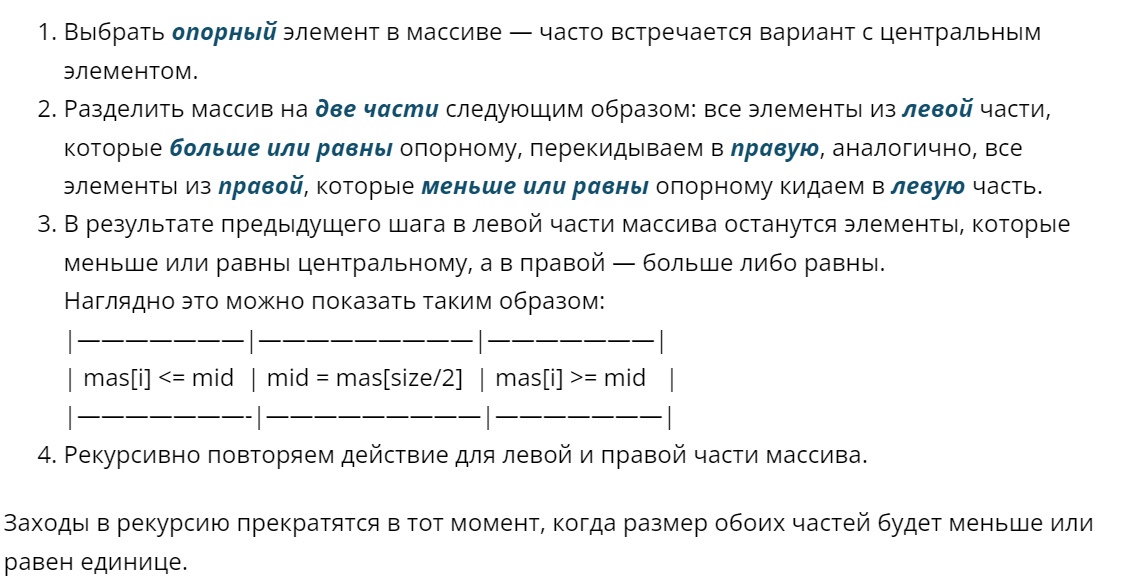 1. Выбрать опорный элемент в массиве — часто встречается вариант с центральным
элементом.
2. Разделить массив на две части следующим образом: все элементы из левой части,
которые больше или равны опорному, перекидываем в правую, аналогично, все
элементы из правой, которые меньше или равны опорному кидаем в левую часть.
3. В результате предыдущего шага в левой части массива останутся элементы, которые
меньше или равны центральному, а в правой — больше либо равны.
Наглядно это можно показать таким образом:
|———————|—————————|———————|
| mas[i] <= mid | mid = mas[size/2] | mas[i] >= mid |
|———————-|—————————|———————|
4. Рекурсивно повторяем действие для левой и правой части массива.
Заходы в рекурсию прекратятся в тот момент, когда размер обоих частей будет меньше или
равен единице.